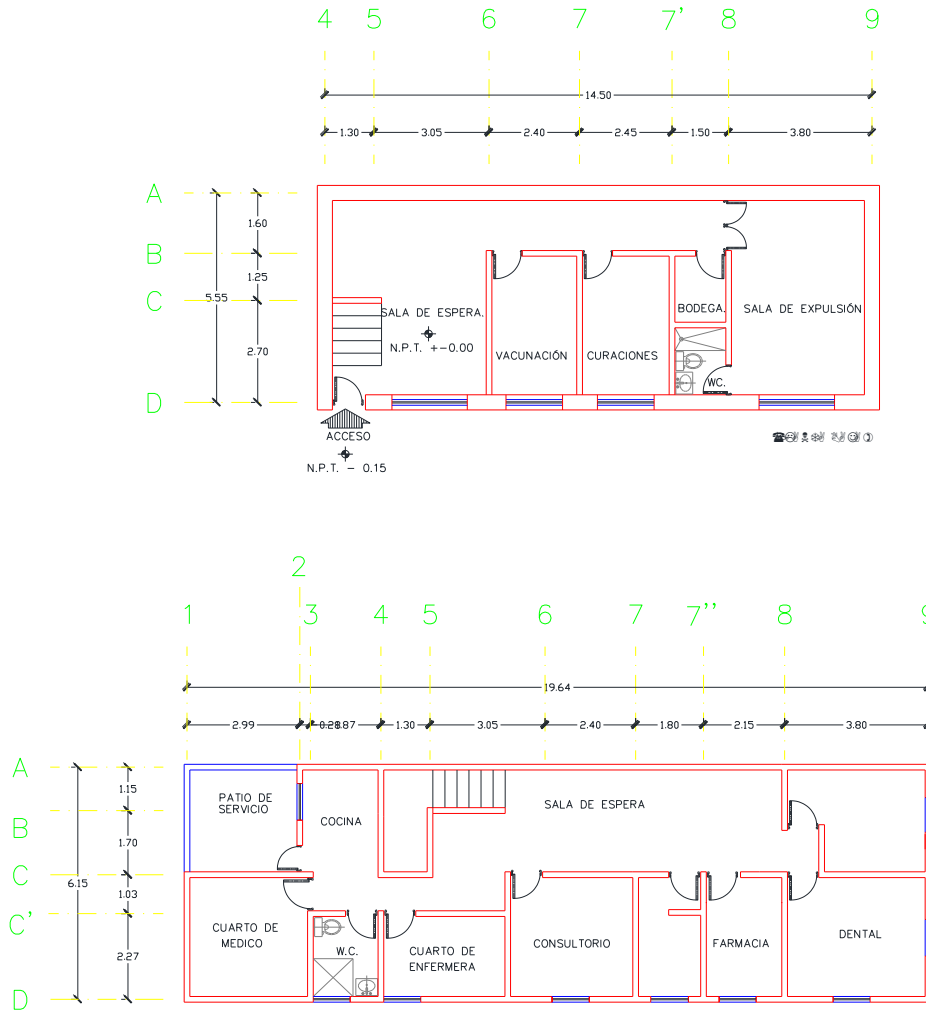 4 5 6 7 7' 8 9
14.50
1.30 3.05 2.40 2.45 1.50 3.80
A
1.60
B
1.25
C
5.55
2.70
D
BODEGA.
SALA DE EXPULSIÓN
SALA DE ESPERA.
N.P.T. +-0.00
VACUNACIÓN
CURACIONES
WC.
ACCESO
N.P.T. - 0.15
2
1 3 4 5 6 7 7'' 8 9
19.64
2.99 0.28 1.87 1.30 3.05 2.40 1.80 2.15 3.80
A
1.15
B
1.70
C
6.15
1.03
C'
2.27
D
PATIO DE
SERVICIO
COCINA
SALA DE ESPERA
CUARTO DE
MEDICO
W.C.
CUARTO DE
ENFERMERA
CONSULTORIO
FARMACIA
DENTAL